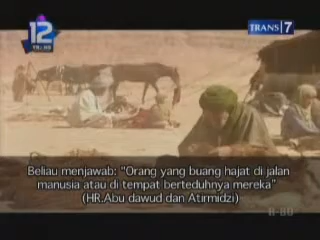 12
TRANS|7
Beliau menjawab: "Orang yang buang hajat di jalan
manusia atau di tempat berteduhnya mereka"
(HR.Abu dawud dan Atirmidzi)
R-BO